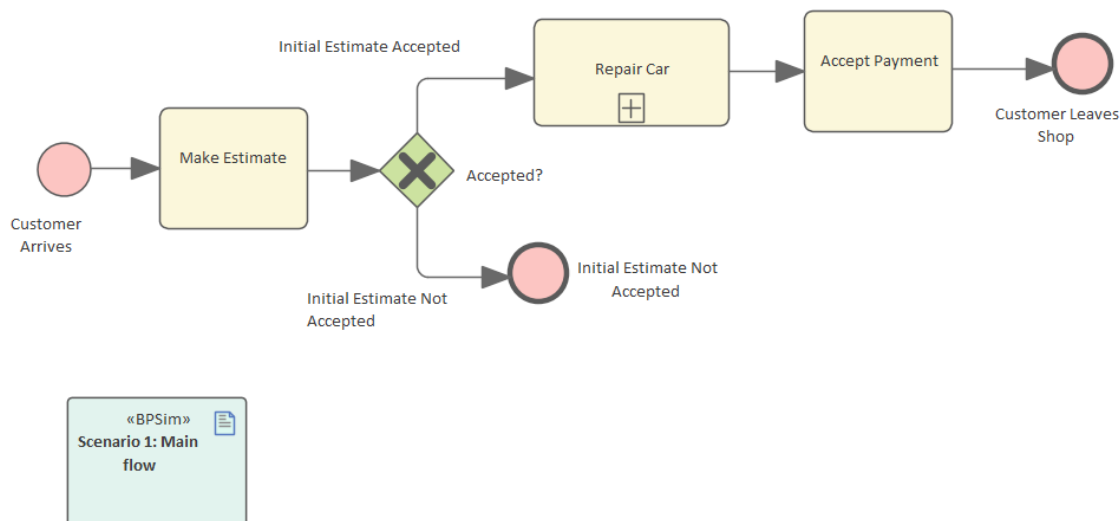 Initial Estimate Accepted
Repair Car
Accept Payment
Customer Leaves
Shop
Make Estimate
Accepted?
Customer
Arrives
Initial Estimate Not
Accepted
Initial Estimate Not
Accepted
«BPSim»
Scenario 1: Main
flow